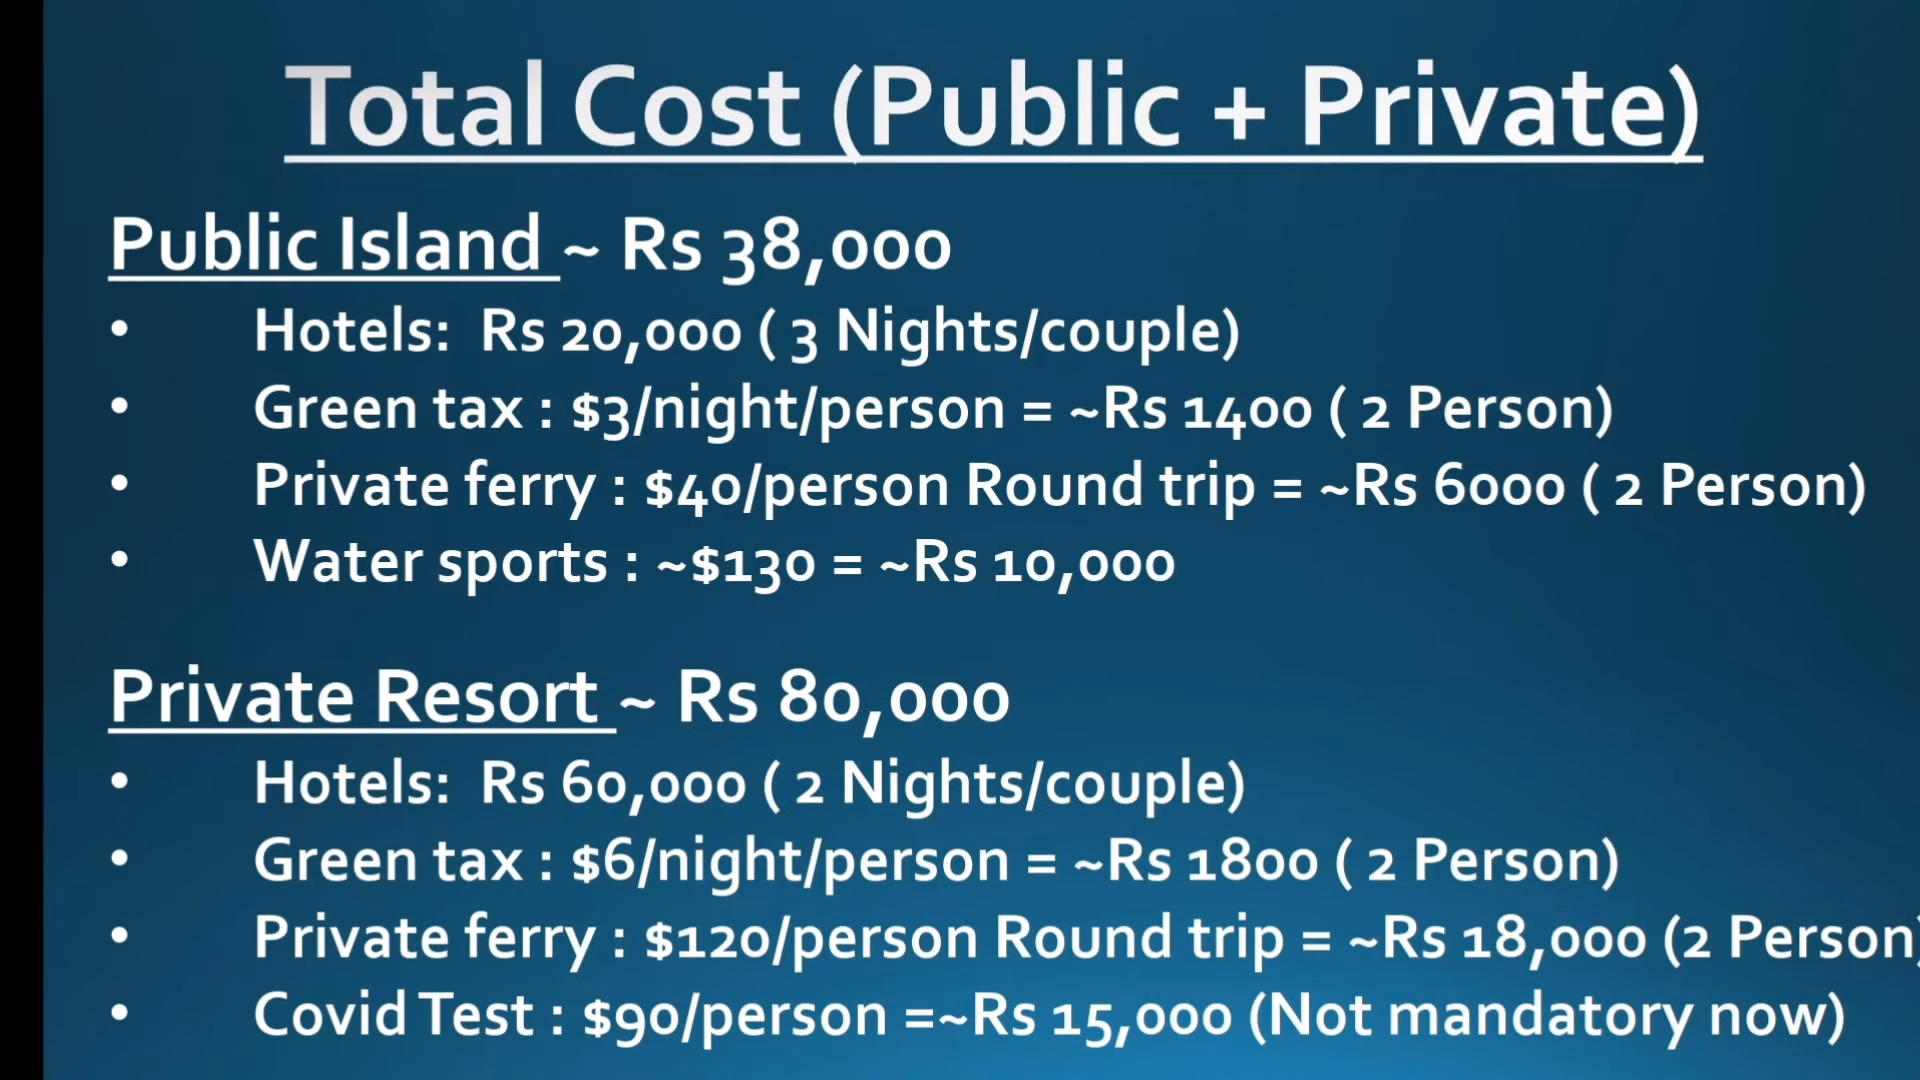 Total Cost (Public + Private)
Public Island ~ Rs 38,000
• Hotels: Rs 20,000 ( 3 Nights/couple)
• Green tax : $3/night/person = ~Rs 1400 ( 2 Person)
• Private ferry : $40/person Round trip = ~Rs 6000 ( 2 Person)
• Water sports : ~$130 = ~Rs 10,000
Private Resort ~ Rs 80,000
• Hotels: Rs 60,000 ( 2 Nights/couple)
• Green tax : $6/night/person = ~Rs 1800 ( 2 Person)
• Private ferry : $120/person Round trip = ~Rs 18,000 (2 Person)
• Covid Test : $90/person =~Rs 15,000 (Not mandatory now)